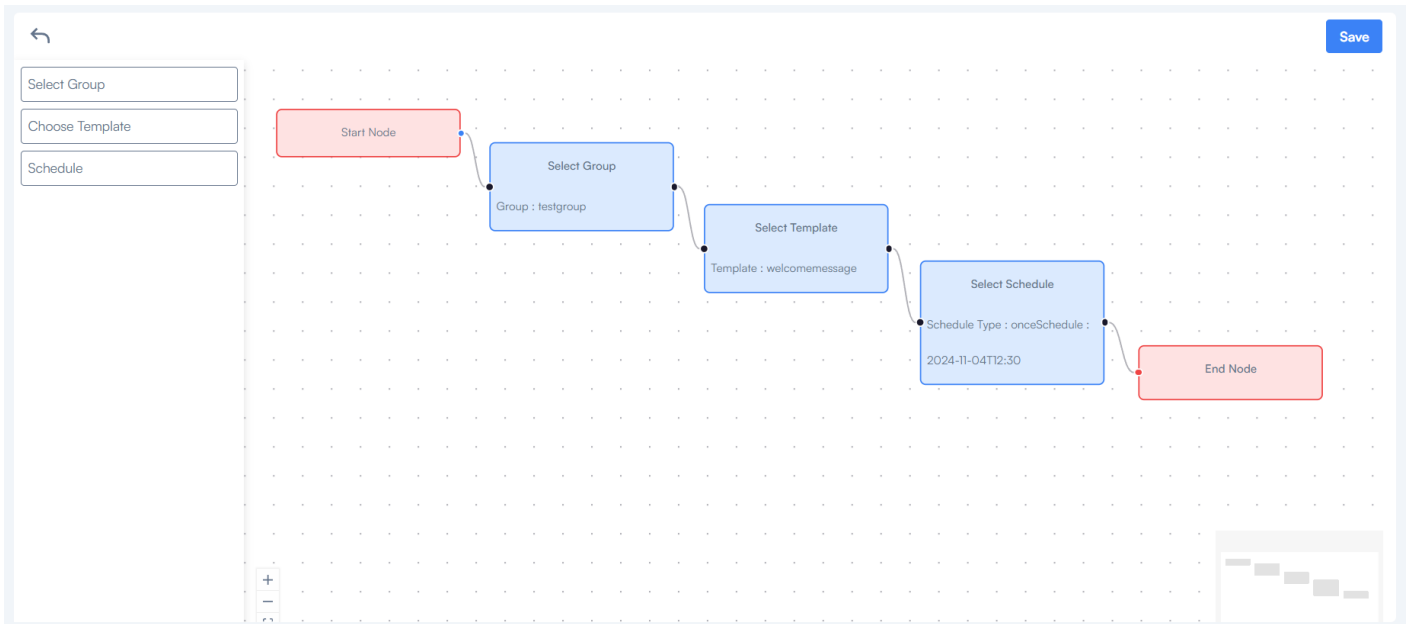 Save
Select Group
Choose Template
Schedule
Start Node
Select Group
Group : testgroup
Select Template
Template : welcomemessage
Select Schedule
Schedule Type : onceSchedule :
2024-11-04T12:30
End Node